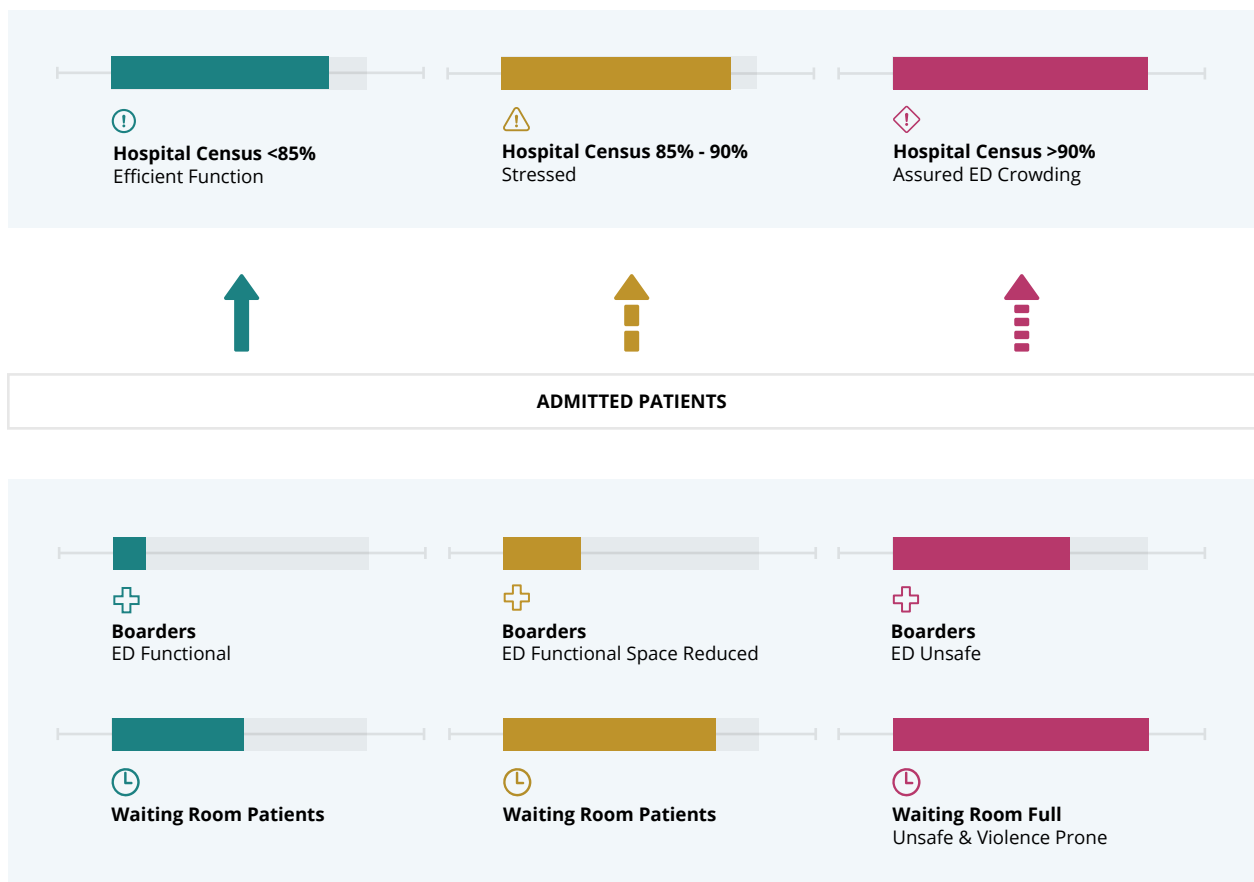 Hospital Census <85%
Efficient Function
Hospital Census 85% - 90%
Stressed
Hospital Census >90%
Assured ED Crowding
ADMITTED PATIENTS
Boarders
ED Functional
Boarders
ED Functional Space Reduced
Boarders
ED Unsafe
Waiting Room Patients
Waiting Room Patients
Waiting Room Full
Unsafe & Violence Prone